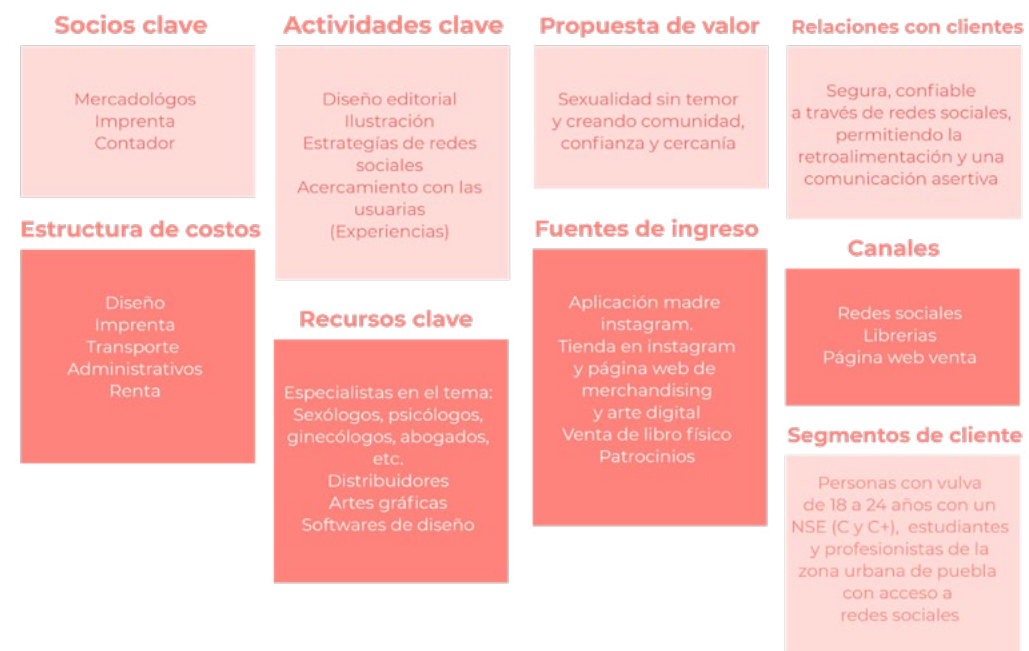 Socios clave
Mercadológos
Imprenta
Contador
Estructura de costos
Diseño
Imprenta
Transporte
Administrativos
Renta
Actividades clave
Diseño editorial
Ilustración
Estrategías de redes
sociales
Acercamiento con las
usuarias
(Experiencias)
Recursos clave
Especialistas en el tema:
Sexólogos, psicólogos,
ginecólogos, abogados,
etc.
Distribuidores
Artes gráficas
Softwares de diseño
Propuesta de valor
Sexualidad sin temor
y creando comunidad,
confianza y cercanía
Fuentes de ingreso
Aplicación madre
instagram.
Tienda en instagram
y página web de
merchandising
y arte digital
Venta de libro físico
Patrocinios
Relaciones con clientes
Segura, confiable
a través de redes sociales,
permitiendo la
retroalimentación y una
comunicación asertiva
Canales
Redes sociales
Librerias
Página web venta
Segmentos de cliente
Personas con vulva
de 18 a 24 años con un
NSE (C y C+), estudiantes
y profesionistas de la
zona urbana de puebla
con acceso a
redes sociales